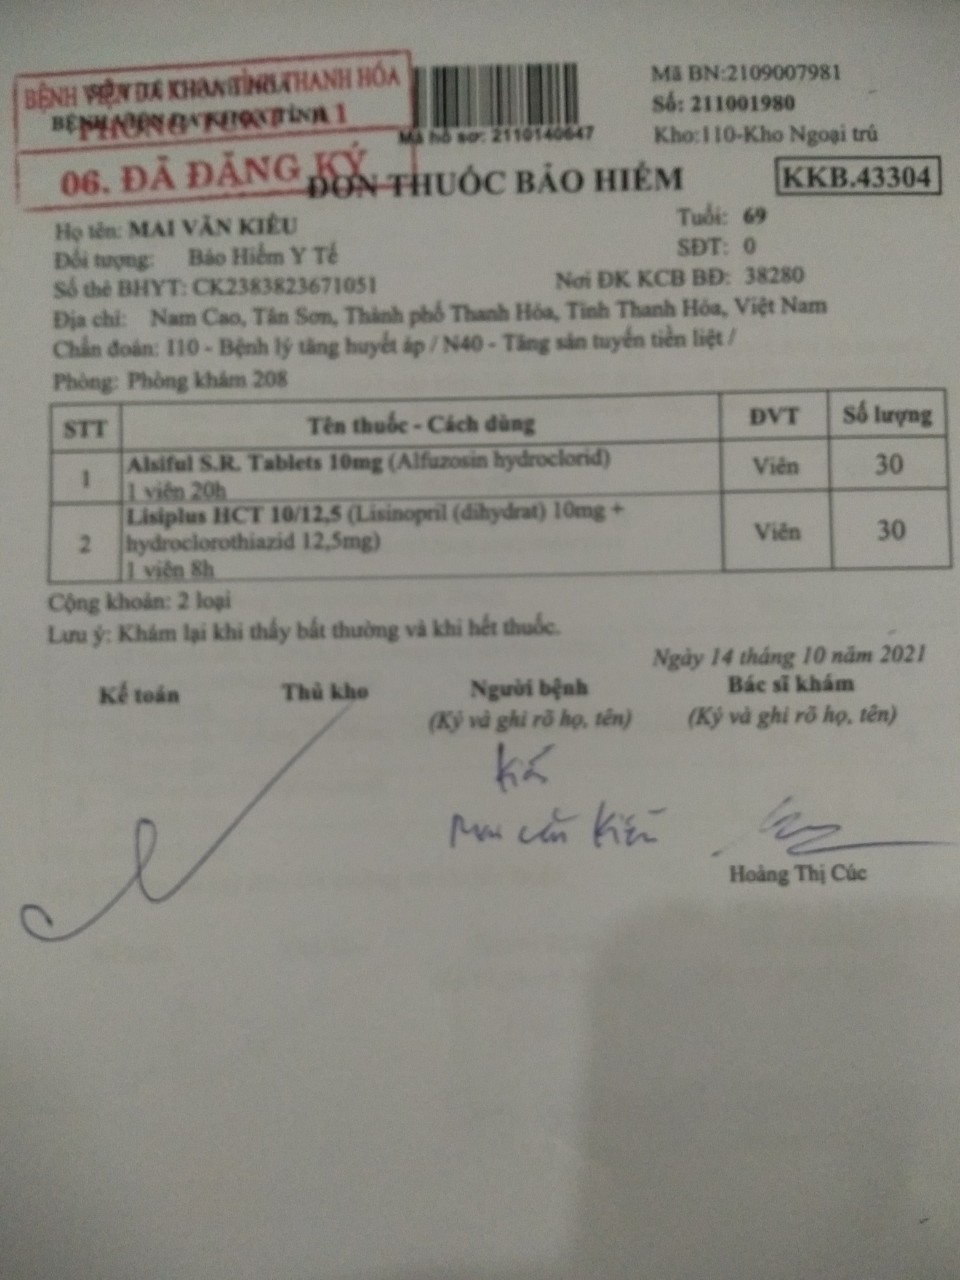 BỆNH VIỆN ĐA KHOA TỈNH THANH HÓA
BỆNH VIỆN ĐA KHOA TỈNH
06. ĐÃ ĐĂNG KÝ
Mã hồ sơ: 2110140647
Mã BN:2109007981
Số: 211001980
Kho:110-Kho Ngoại trú
ĐƠN THUỐC BẢO HIỂM
KKB.43304
Họ tên: MAI VĂN KIÊU
Tuổi: 69
Đối tượng: Bảo Hiểm Y Tế
SĐT: 0
Số thẻ BHYT: CK2383823671051
Nơi ĐK KCB BĐ: 38280
Địa chỉ: Nam Cao, Tân Sơn, Thành phố Thanh Hóa, Tỉnh Thanh Hóa, Việt Nam
Chẩn đoán: I10 - Bệnh lý tăng huyết áp / N40 - Tăng sản tuyến tiền liệt /
Phòng: Phòng khám 208
STT Tên thuốc - Cách dùng ĐVT Số lượng
1 Alsiful S.R. Tablets 10mg (Alfuzosin hydroclorid) Viên 30
1 viên 20h
2 Lisiplus HCT 10/12,5 (Lisinopril (dihydrat) 10mg + hydroclorothiazid 12,5mg) Viên 30
1 viên 8h
Cộng khoản: 2 loại
Lưu ý: Khám lại khi thấy bất thường và khi hết thuốc.
Ngày 14 tháng 10 năm 2021
Kế toán Thủ kho Người bệnh Bác sĩ khám
(Ký và ghi rõ họ, tên) (Ký và ghi rõ họ, tên)
Mai văn Kiêu
Hoàng Thị Cúc